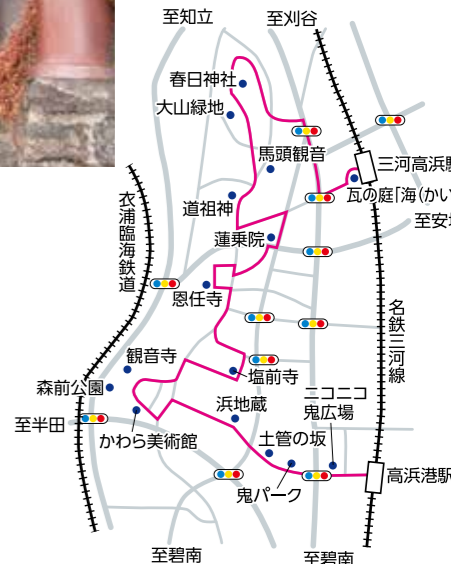 至知立
至刈谷
春日神社
大山緑地
馬頭観音
三河高浜駅
瓦の庭「海(かい
道祖神
至安城
蓮乗院
衣浦臨海鉄道
恩任寺
名鉄三河線
観音寺
塩前寺
森前公園
ニコニコ
鬼広場
浜地蔵
至半田
かわら美術館
土管の坂
鬼パーク
高浜港駅
至碧南
至碧南